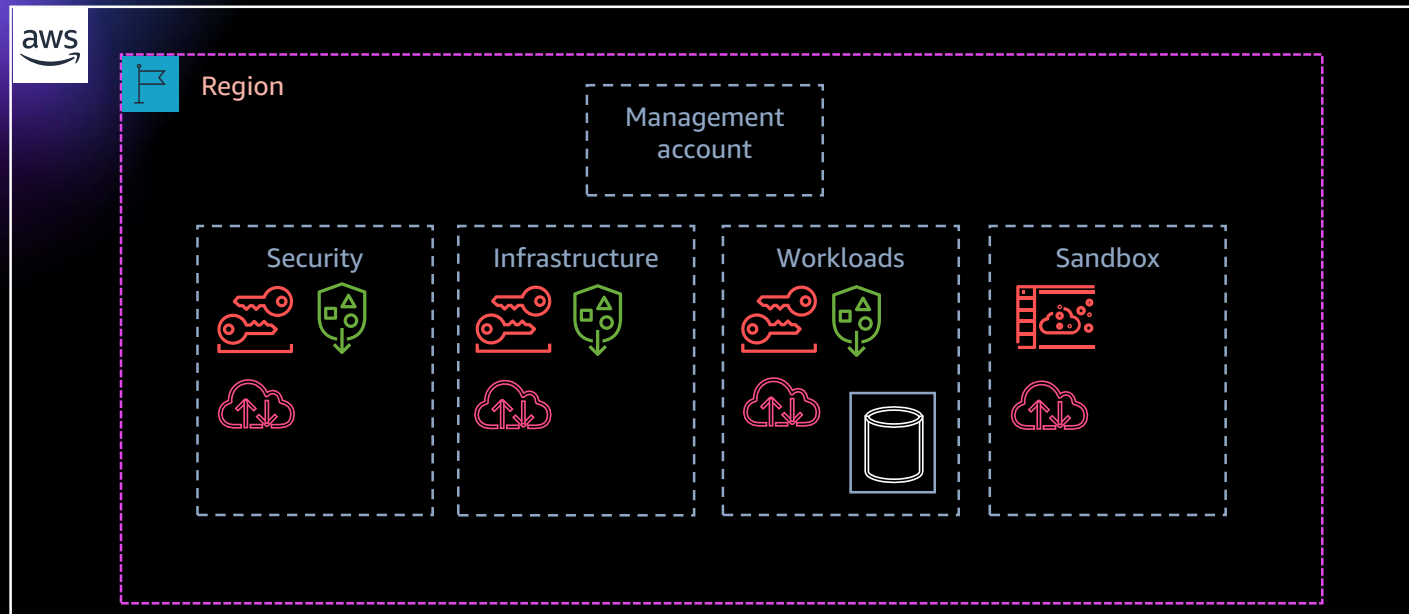 aws
Region
Management
account
Security
Infrastructure
Workloads
Sandbox